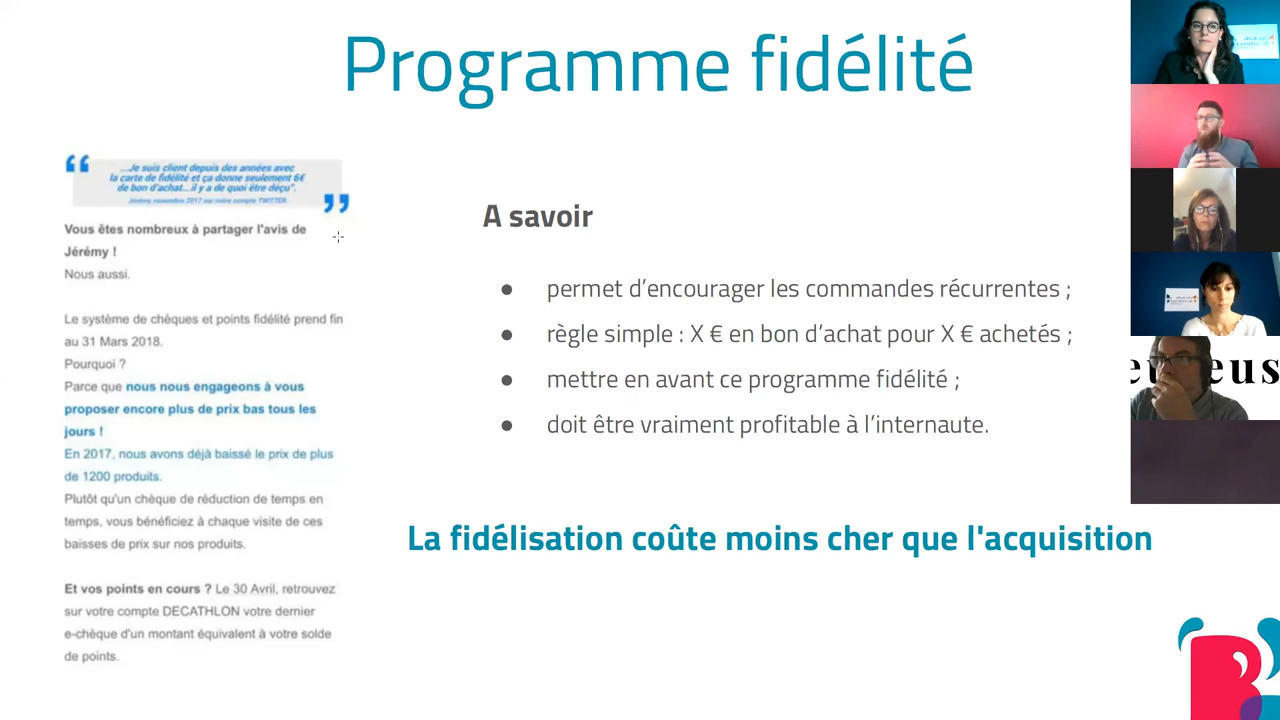 Programme fidélité
...Je suis client depuis des années avec
la carte de fidélité et ça donne seulement 6€
de bon d'achat...il y a de quoi être déçu".
Jérémy, novembre 2017 sur notre compte TWITTER
Vous êtes nombreux à partager l'avis de
Jérémy !
Nous aussi.
Le système de chèques et points fidélité prend fin
au 31 Mars 2018.
Pourquoi ?
Parce que nous nous engageons à vous
proposer encore plus de prix bas tous les
jours !
En 2017, nous avons déjà baissé le prix de plus
de 1200 produits.
Plutôt qu'un chèque de réduction de temps en
temps, vous bénéficiez à chaque visite de ces
baisses de prix sur nos produits.
Et vos points en cours ? Le 30 Avril, retrouvez
sur votre compte DECATHLON votre dernier
e-chèque d'un montant équivalent à votre solde
de points.
A savoir
● permet d'encourager les commandes récurrentes ;
● règle simple : X € en bon d'achat pour X € achetés ;
● mettre en avant ce programme fidélité ;
● doit être vraiment profitable à l'internaute.
La fidélisation coûte moins cher que l'acquisition
B